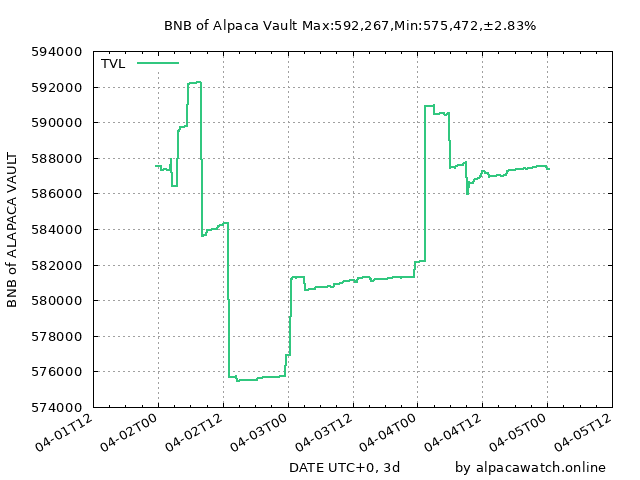 BNB of Alpaca Vault Max:592,267,Min:575,472,±2.83%
594000
TVL
592000
590000
588000
586000
584000
582000
580000
578000
576000
574000
BNB of ALAPACA VAULT
04-01T12
04-02T00
04-02T12
04-03T00
04-03T12
04-04T00
04-04T12
04-05T00
04-05T12
DATE UTC+0, 3d
by alpacawatch.online